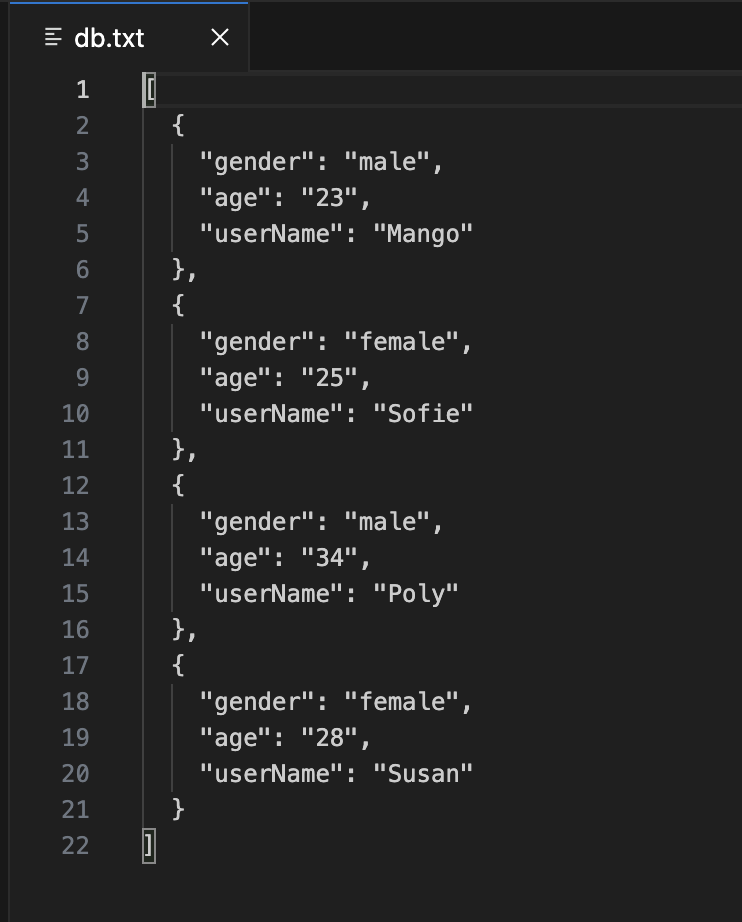 db.txt
1 [
2 {
3 "gender": "male",
4 "age": "23",
5 "userName": "Mango"
6 },
7 {
8 "gender": "female",
9 "age": "25",
10 "userName": "Sofie"
11 },
12 {
13 "gender": "male",
14 "age": "34",
15 "userName": "Poly"
16 },
17 {
18 "gender": "female",
19 "age": "28",
20 "userName": "Susan"
21 }
22 ]